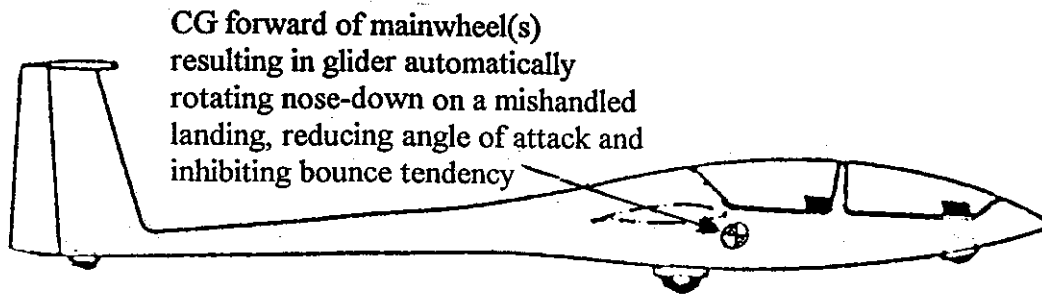 CG forward of mainwheel(s)
resulting in glider automatically
rotating nose-down on a mishandled
landing, reducing angle of attack and
inhibiting bounce tendency